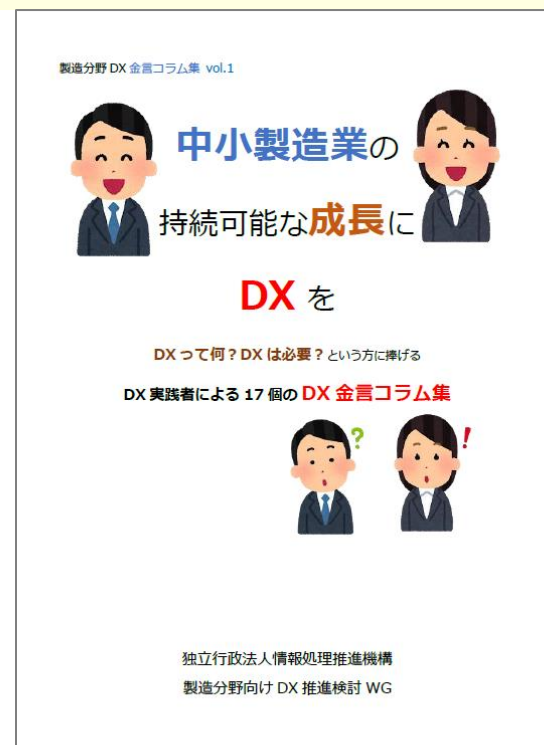 製造分野 DX 金言コラム集 vol.1
中小製造業の
持続可能な成長に
DX を
DX って何？DX は必要？という方に捧げる
DX 実践者による 17 個の DX 金言コラム集
?
!
独立行政法人情報処理推進機構
製造分野向け DX 推進検討 WG